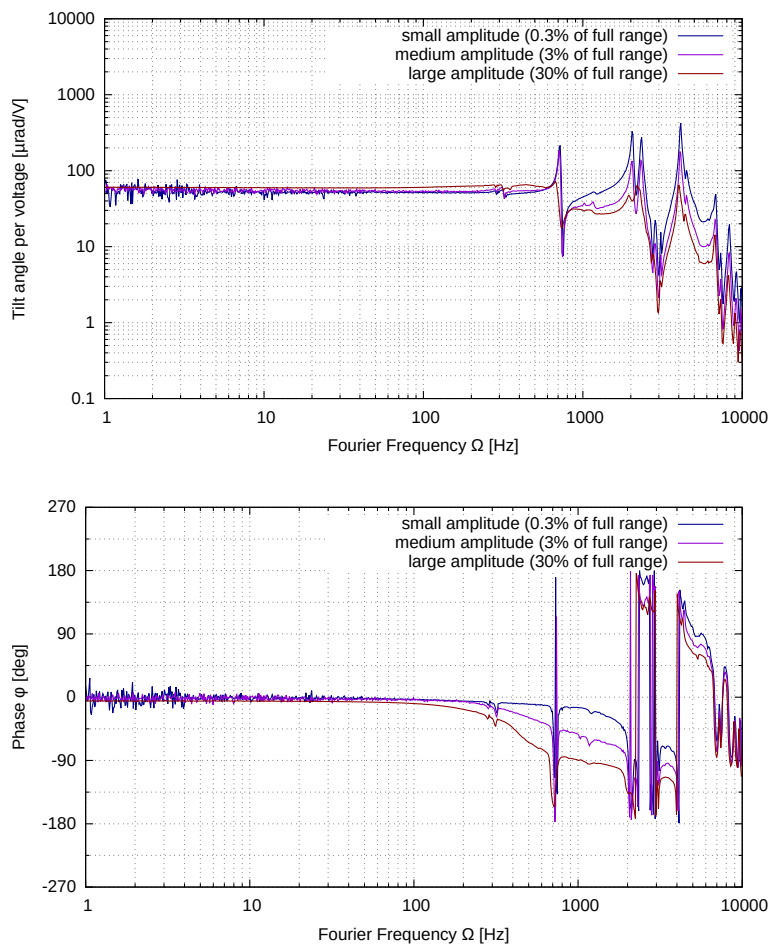 10000
1000
100
10
1
0.1
Tilt angle per voltage [µrad/V]
small amplitude (0.3% of full range)
medium amplitude (3% of full range)
large amplitude (30% of full range)
1 10 100 1000 10000
Fourier Frequency Ω [Hz]
270
180
90
0
-90
-180
-270
Phase φ [deg]
small amplitude (0.3% of full range)
medium amplitude (3% of full range)
large amplitude (30% of full range)
1 10 100 1000 10000
Fourier Frequency Ω [Hz]